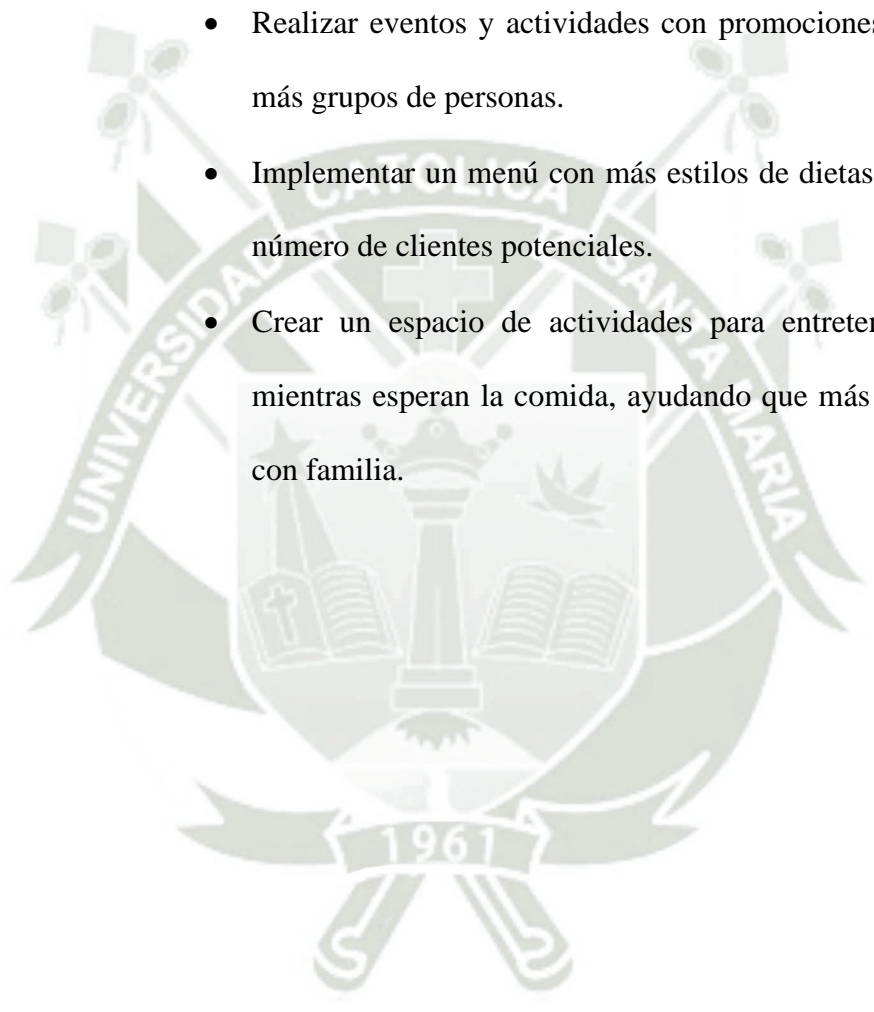 • Realizar eventos y actividades con promociones
más grupos de personas.
• Implementar un menú con más estilos de dietas
número de clientes potenciales.
• Crear un espacio de actividades para
mientras esperan la comida, ayudando que más
con familia.
UNIVERSIDAD CATOLICA SANTA MARIA
1961